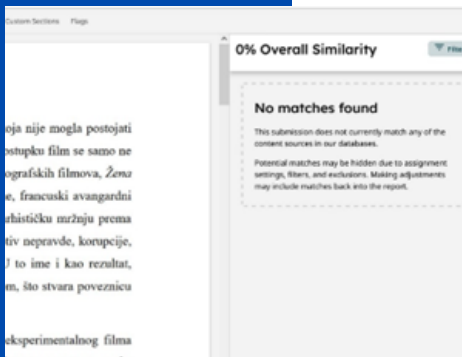 Custom Sections Flags
0% Overall Similarity
No matches found
This submission does not currently match any of the
content sources in our databases.
Potential matches may be hidden due to assignment
settings, filters, and exclusions. Making adjustments
may include matches back into the report.
oja nije mogla postojati
ostupku film se samo ne
ografskih filmova, Žena
e, francuski avangardni
rhističku mržnju prema
tiv nepravde, korupcije,
to ime i kao rezultat,
m, što stvara poveznicu
eksperimentalnog filma